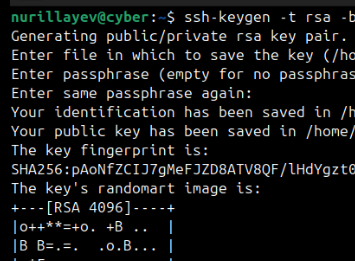 nurillayev@cyber:~$ ssh-keygen -t rsa -b
Generating public/private rsa key pair.
Enter file in which to save the key (/ho
Enter passphrase (empty for no passphras
Enter same passphrase again:
Your identification has been saved in /h
Your public key has been saved in /home/
The key fingerprint is:
SHA256:pAoNfZCIJ7gMeFJZD8ATV8QF/lHdYgzt0
The key's randomart image is:
+---[RSA 4096]----+
|o++**=+o. +B ..  |
|B B=.=.  .o.B... |